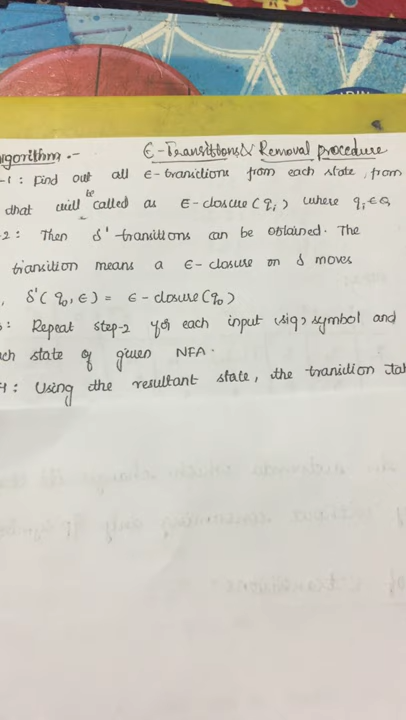 gorithm :- ε-Transitions & Removal procedure
-1 : Find out all ε-transitions from each state, from
that will be called as ε-closure (qi) where qi ∈ Q
-2 : Then δ'-transitions can be obtained. The
transition means a ε-closure on δ moves
δ'(q0, ε) = ε-closure (q0)
: Repeat step-2 for each input symbol and
ch state of given NFA.
4 : Using the resultant state, the transition tab